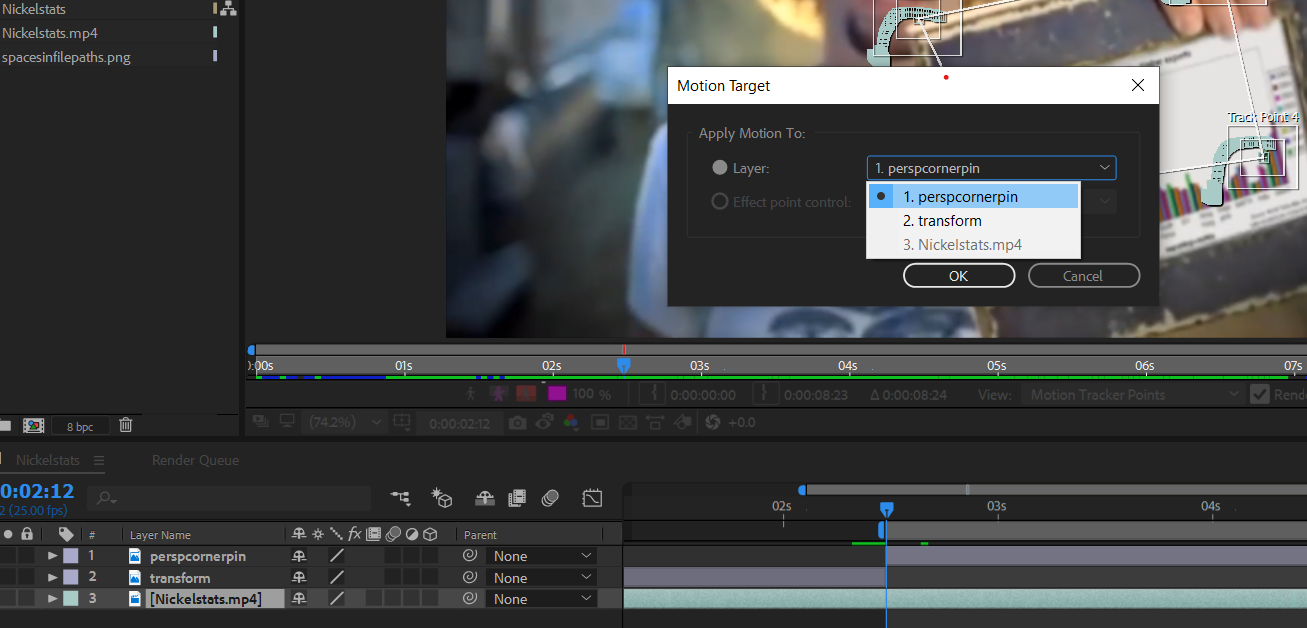 Nickelstats
Nickelstats.mp4
spacesinfilepaths.png
Motion Target
Apply Motion To:
Layer:
1. perspcornerpin
1. perspcornerpin
2. transform
3. Nickelstats.mp4
Effect point control:
OK
Cancel
Track Point 4
0:00s 01s 02s 03s 04s 05s 06s 07s
100 % 0:00:00:00 0:00:08:23 Δ 0:00:08:24 View: Motion Tracker Points Rend
8 bpc (74.2%) 0:00:02:12 +0.0
Nickelstats Render Queue
0:02:12
2 (25.00 fps)
02s 03s 04s
# Layer Name fx Parent
1 perspcornerpin None
2 transform None
3 [Nickelstats.mp4] None